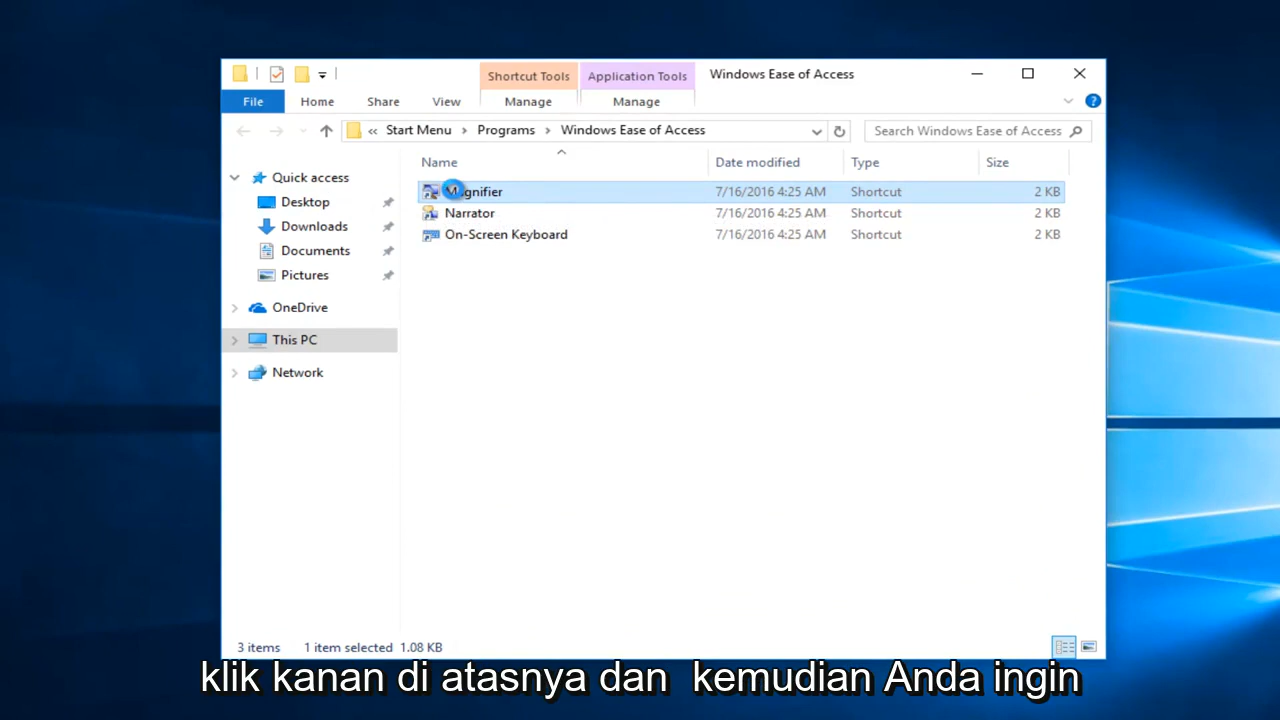 Shortcut Tools Application Tools Windows Ease of Access
File Home Share View Manage Manage
« Start Menu > Programs > Windows Ease of Access Search Windows Ease of Access
Name Date modified Type Size
Quick access
Desktop
Downloads
Documents
Pictures
OneDrive
This PC
Network
Magnifier 7/16/2016 4:25 AM Shortcut 2 KB
Narrator 7/16/2016 4:25 AM Shortcut 2 KB
On-Screen Keyboard 7/16/2016 4:25 AM Shortcut 2 KB
3 items 1 item selected 1.08 KB
klik kanan di atasnya dan kemudian Anda ingin